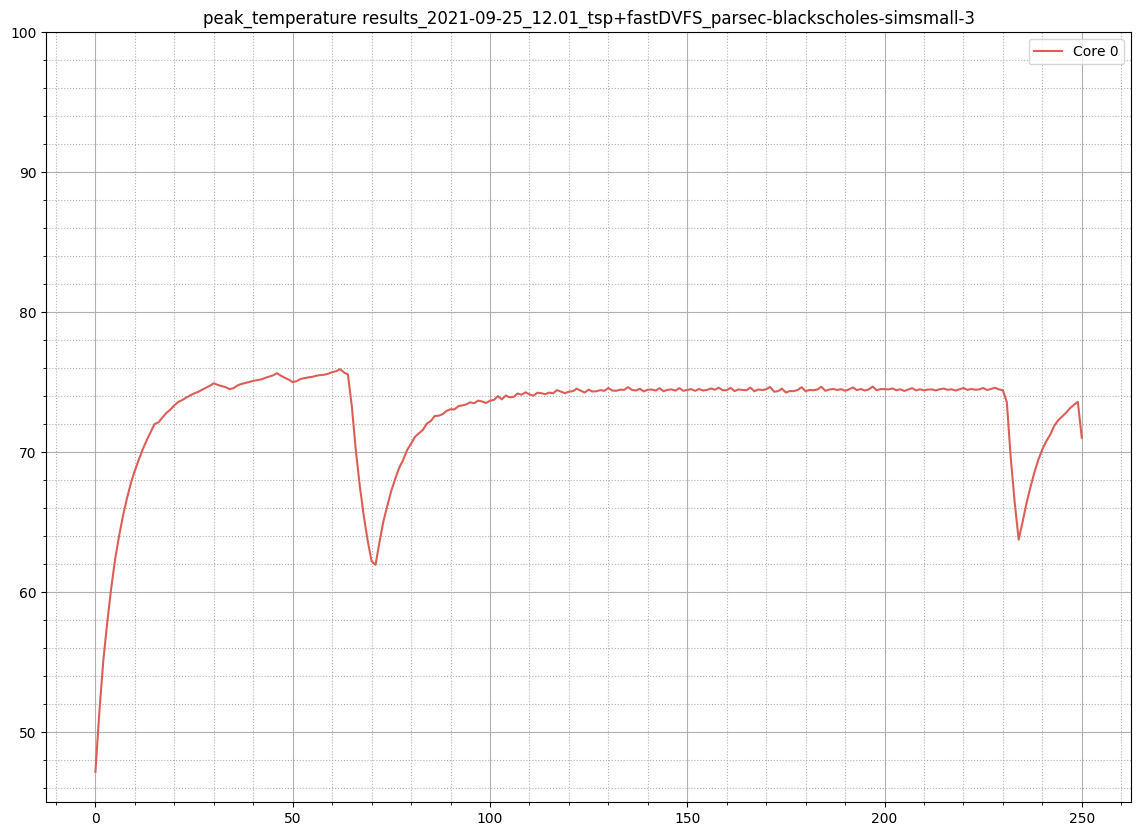 peak_temperature results_2021-09-25_12.01_tsp+fastDVFS_parsec-blackscholes-simsmall-3
100
Core 0
90
80
70
60
50
0 50 100 150 200 250